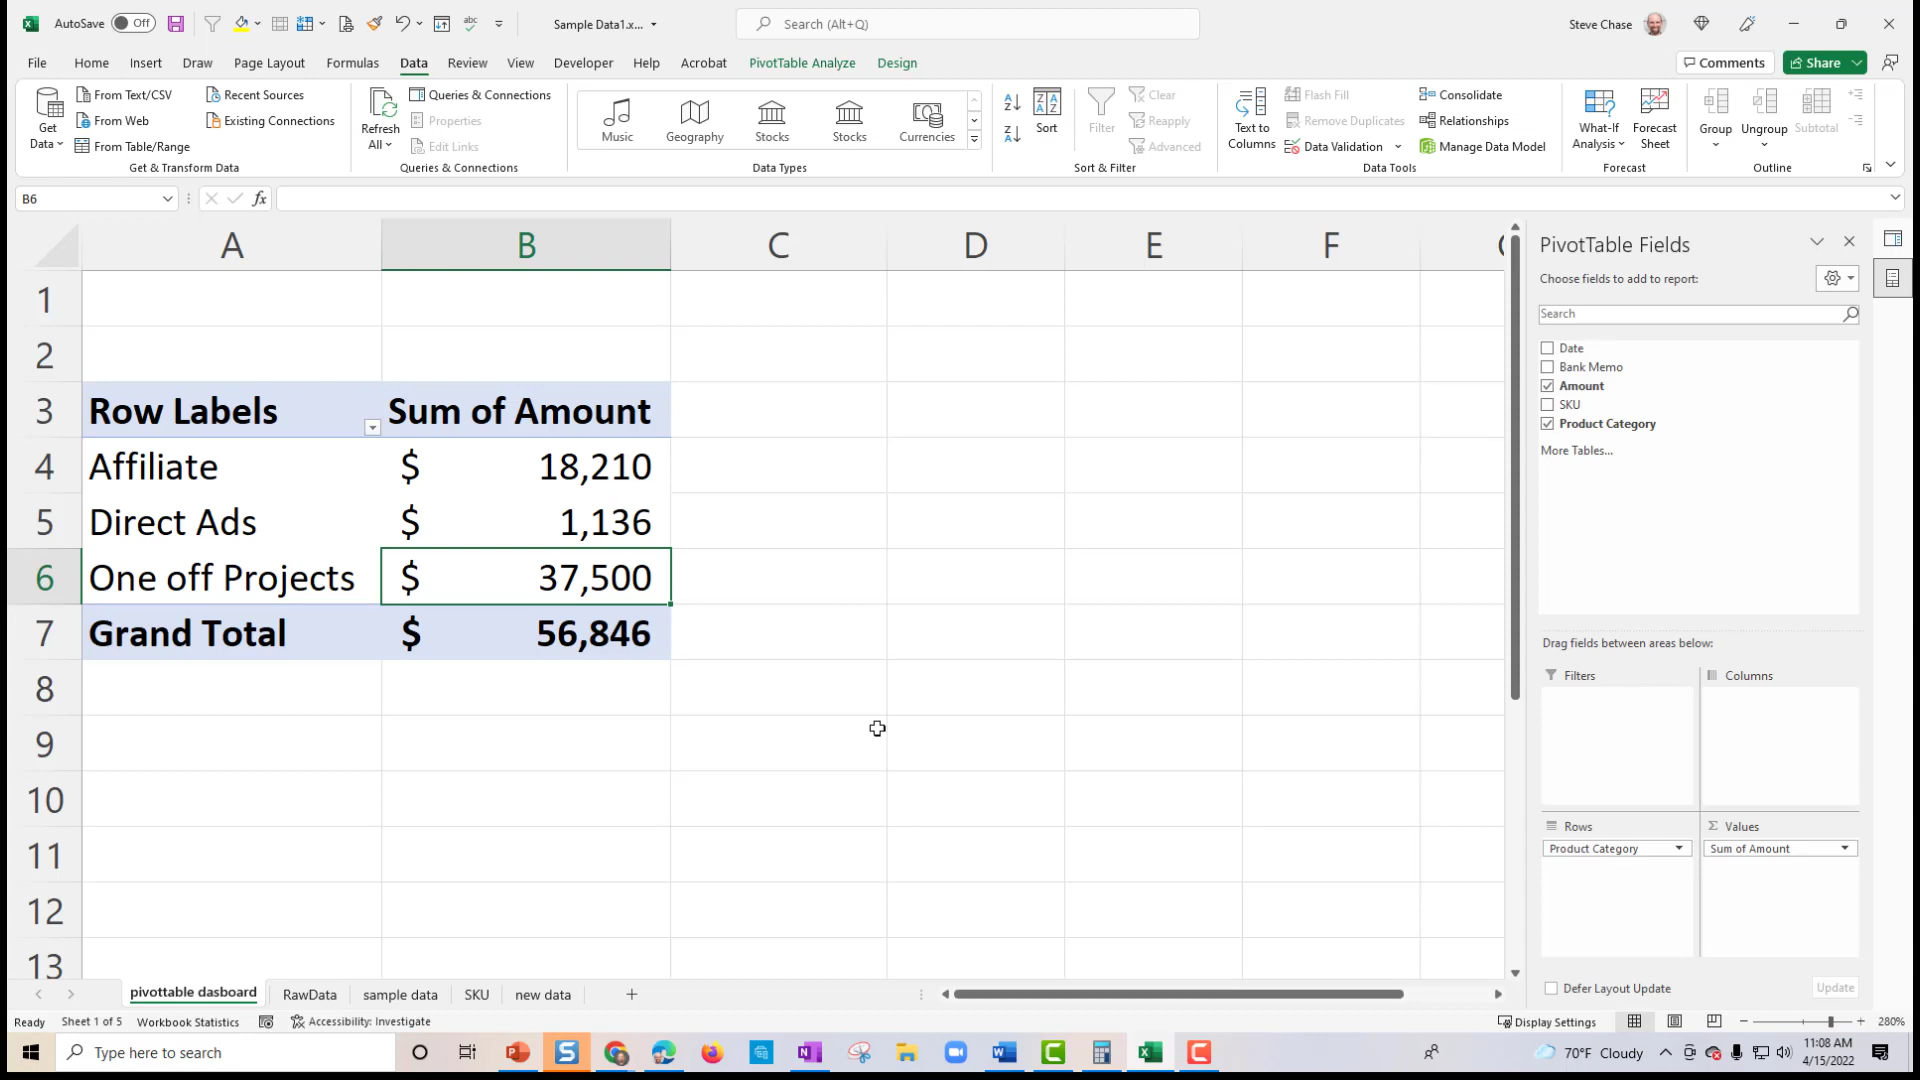 AutoSave Off Sample Data1.x... Search (Alt+Q) Steve Chase
File Home Insert Draw Page Layout Formulas Data Review View Developer Help Acrobat PivotTable Analyze Design Comments Share
Get Data From Text/CSV From Web From Table/Range Recent Sources Existing Connections
Refresh All Queries & Connections Properties Edit Links
Music Geography Stocks Stocks Currencies
Sort Filter Clear Reapply Advanced
Text to Columns Flash Fill Remove Duplicates Data Validation Consolidate Relationships Manage Data Model
What-If Analysis Forecast Sheet Group Ungroup Subtotal
Get & Transform Data Queries & Connections Data Types Sort & Filter Data Tools Forecast Outline
B6 fx
A B C D E F
1
2
3 Row Labels Sum of Amount
4 Affiliate $ 18,210
5 Direct Ads $ 1,136
6 One off Projects $ 37,500
7 Grand Total $ 56,846
8
9
10
11
12
13
PivotTable Fields
Choose fields to add to report:
Search
Date
Bank Memo
Amount
SKU
Product Category
More Tables...
Drag fields between areas below:
Filters Columns
Rows Σ Values
Product Category Sum of Amount
Defer Layout Update Update
pivottable dasboard RawData sample data SKU new data
Ready Sheet 1 of 5 Workbook Statistics Accessibility: Investigate Display Settings 280%
Type here to search 70°F Cloudy 11:08 AM
4/15/2022